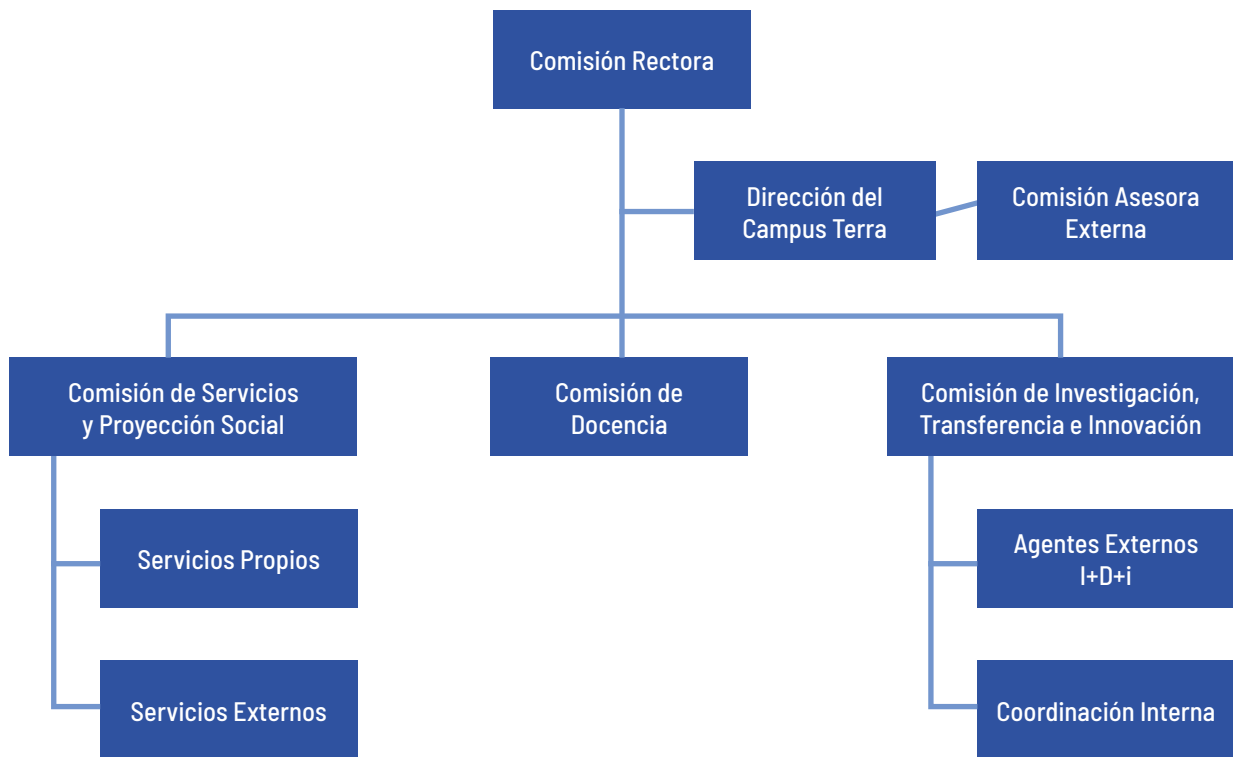 Comisión Rectora
Dirección del
Campus Terra
Comisión Asesora
Externa
Comisión de Servicios
y Proyección Social
Comisión de
Docencia
Comisión de Investigación,
Transferencia e Innovación
Servicios Propios
Agentes Externos
I+D+i
Servicios Externos
Coordinación Interna